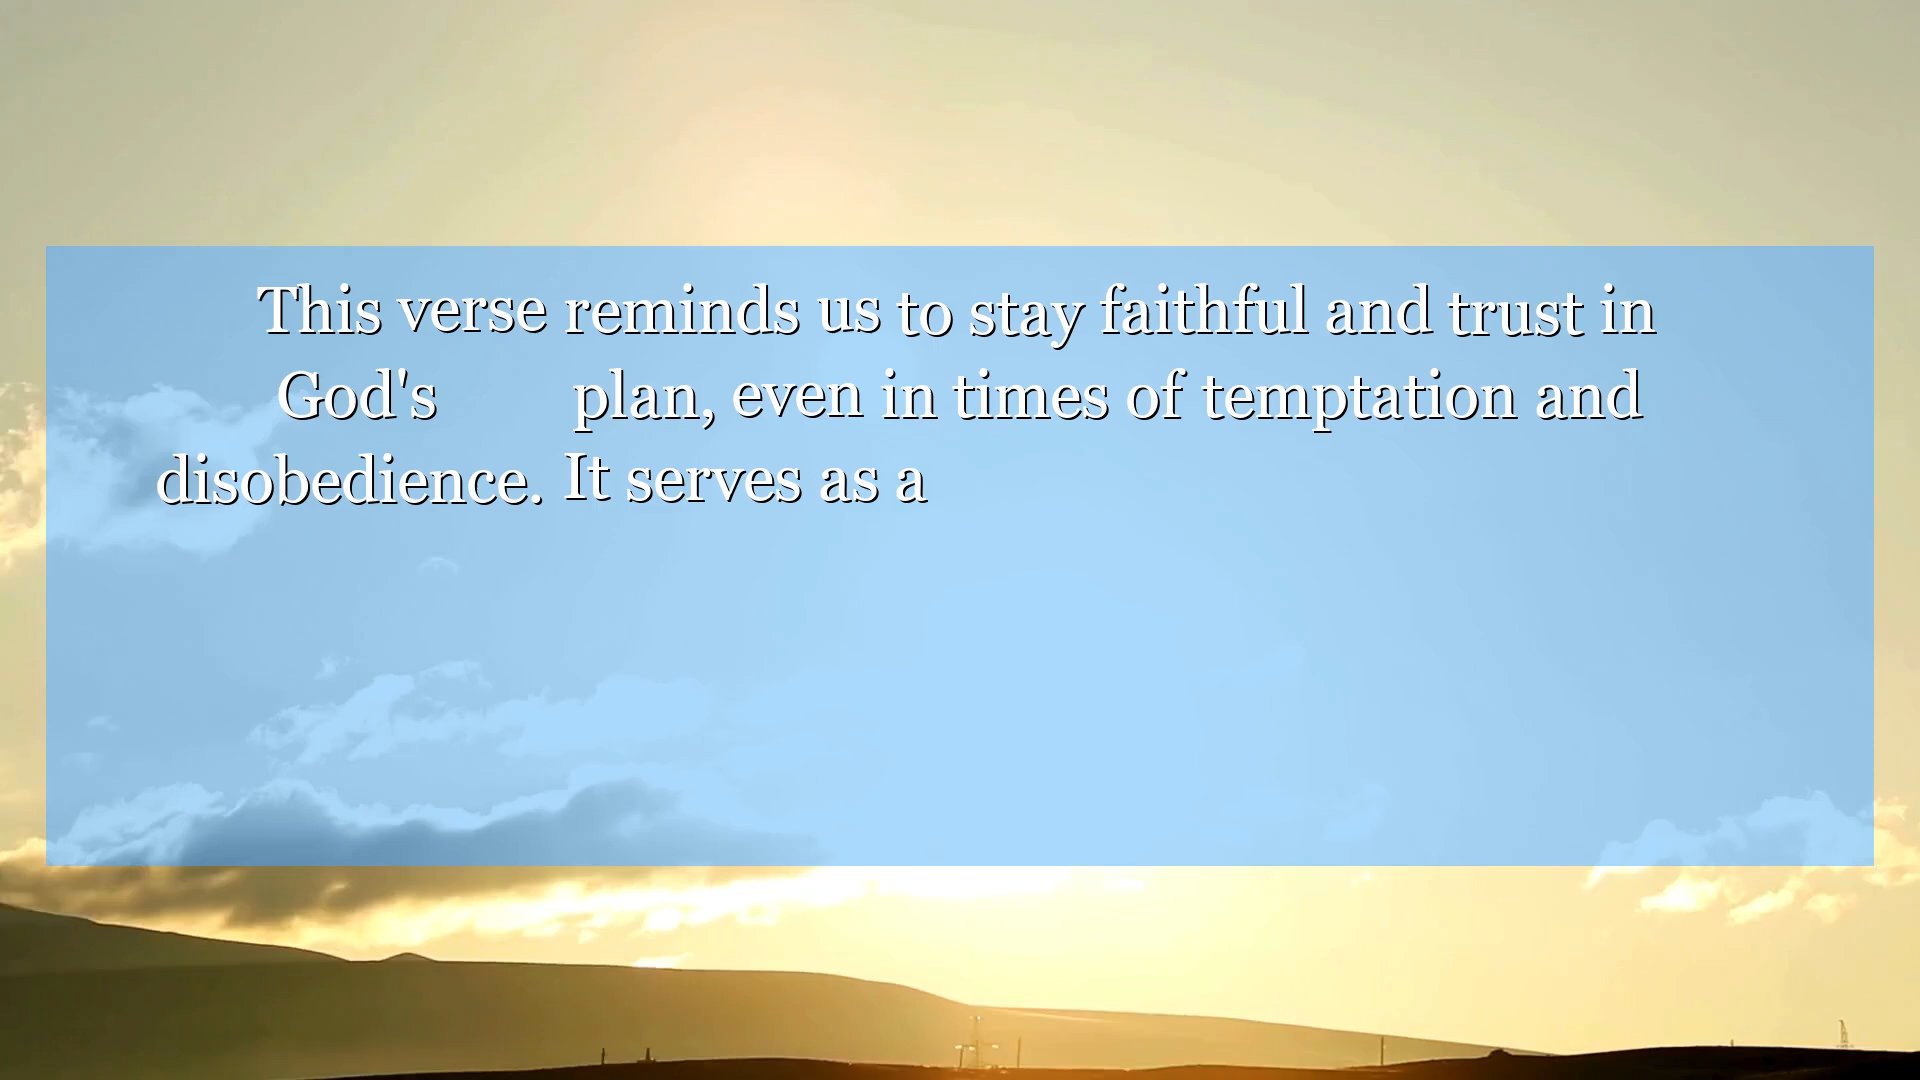 This verse reminds us to stay faithful and trust in
God's plan, even in times of temptation and
disobedience. It serves as a